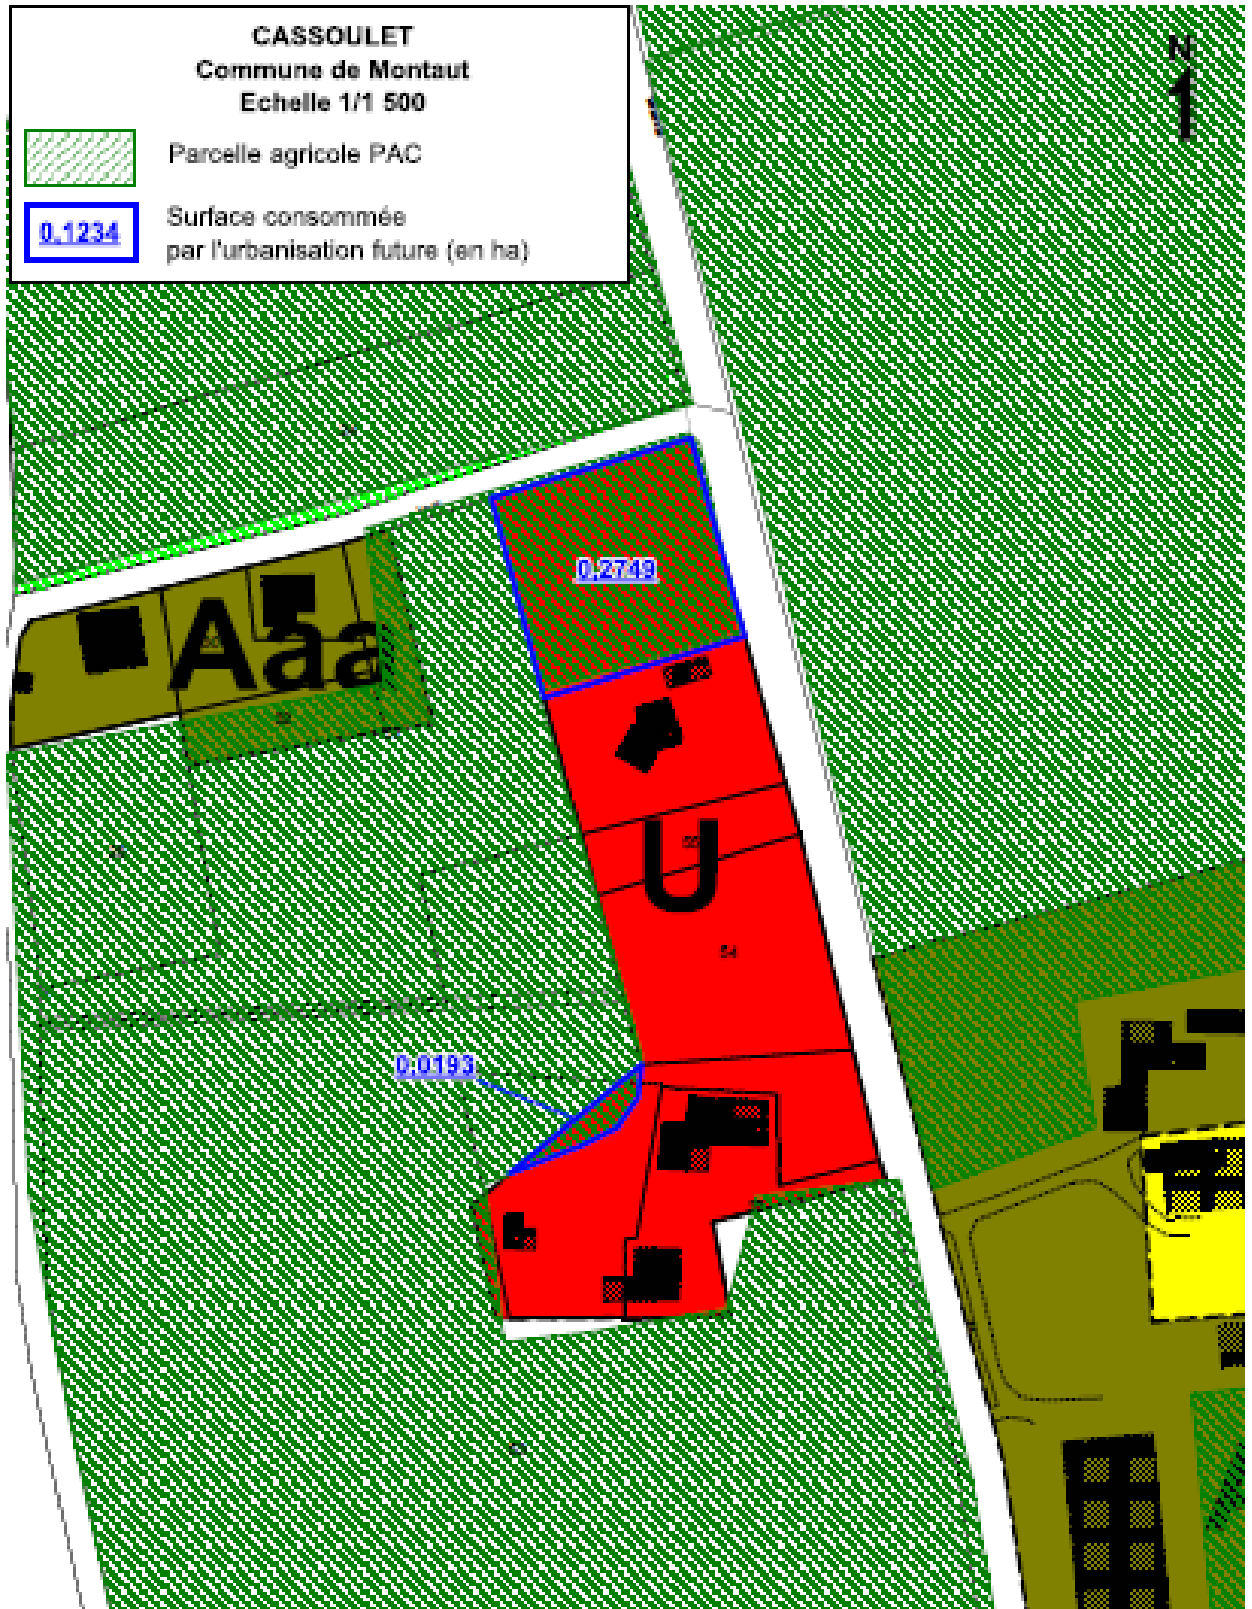 CASSOULET
Commune de Montaut
Echelle 1/1 500
Parcelle agricole PAC
0,1234
Surface consommée
par l'urbanisation future (en ha)
N
0,2749
Aaa
U
54
0,0193